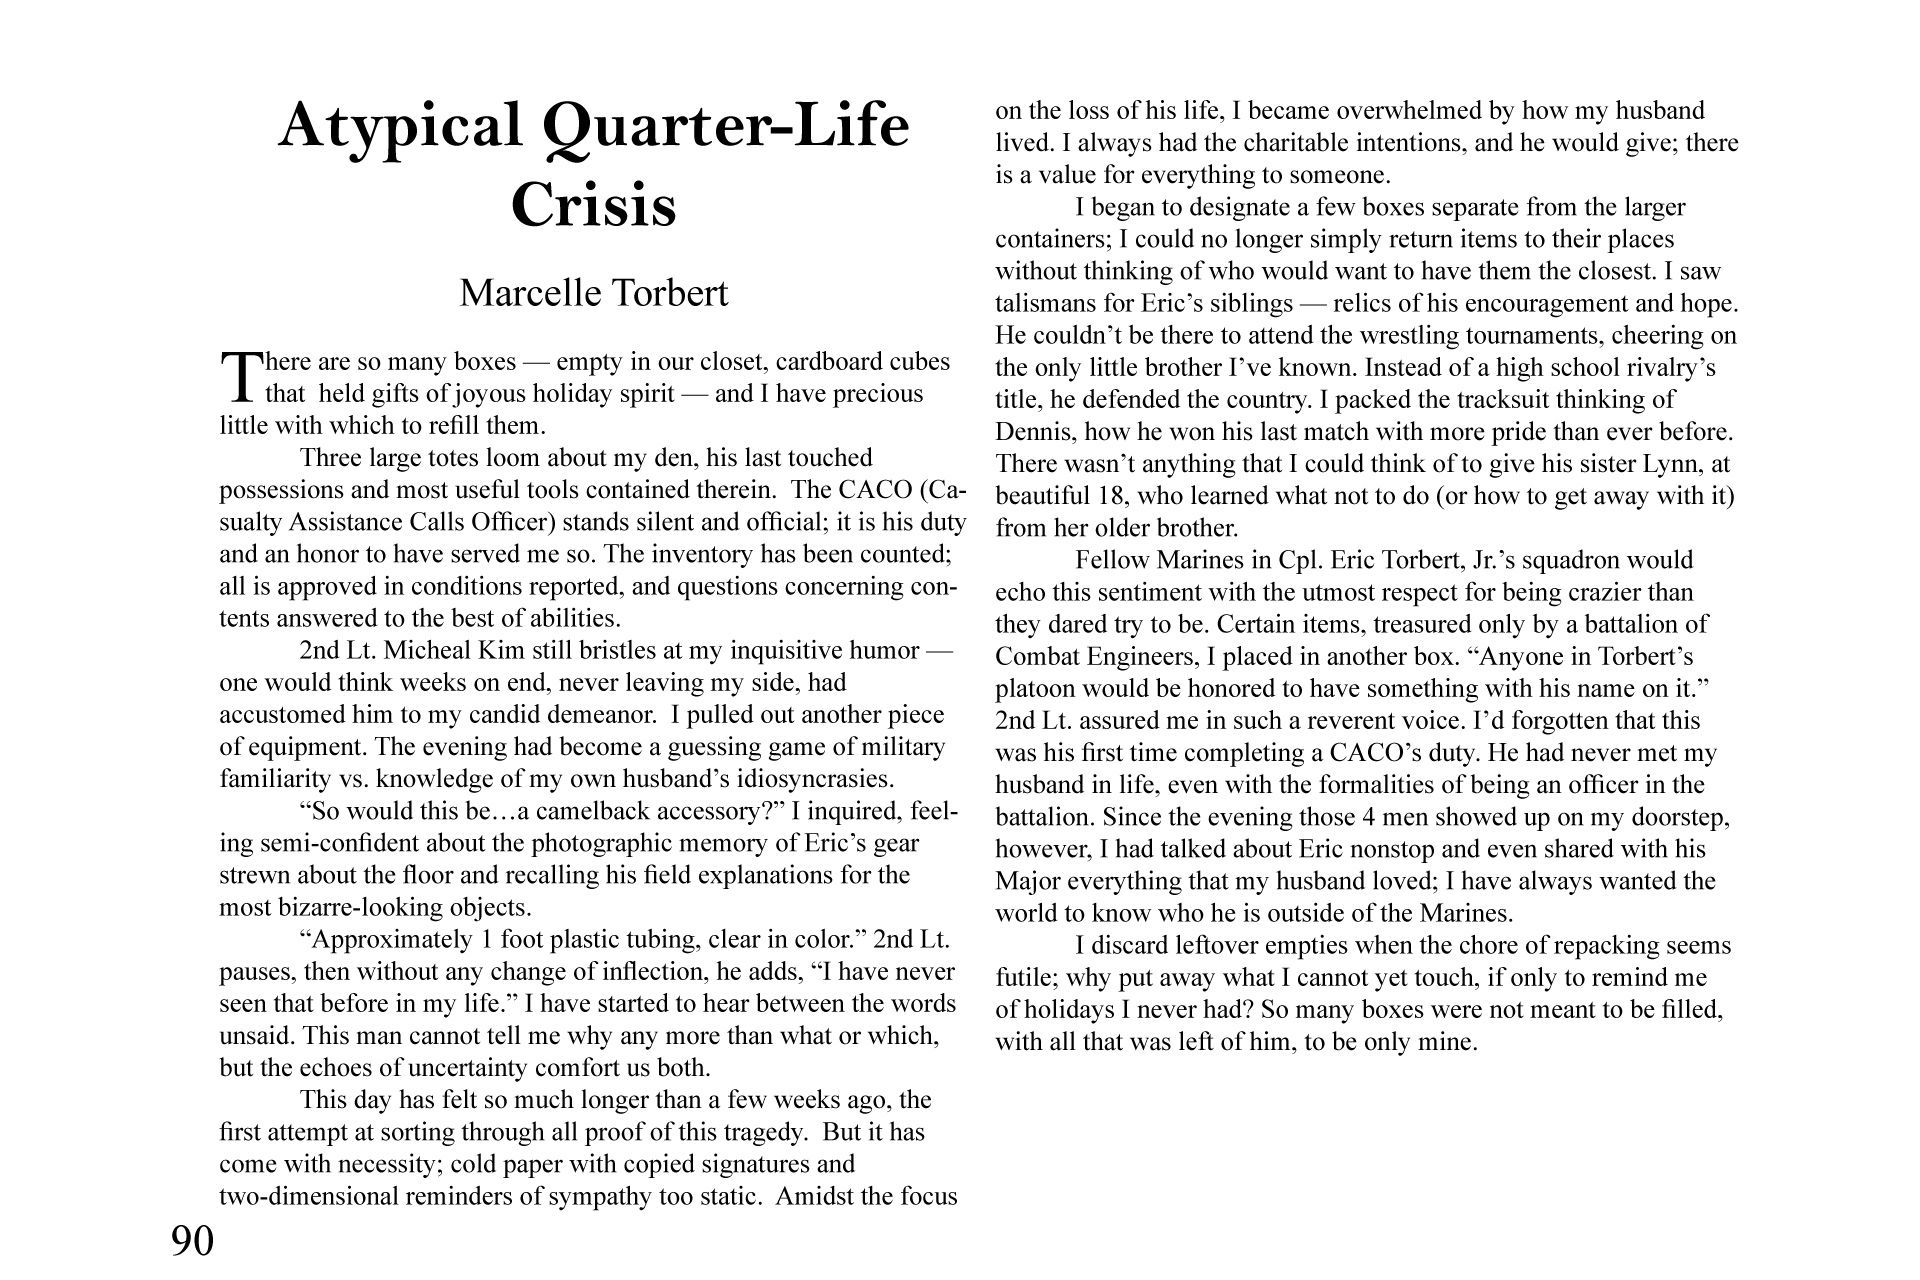 Atypical Quarter-Life
Crisis
Marcelle Torbert
There are so many boxes — empty in our closet, cardboard cubes
that  held gifts of joyous holiday spirit — and I have precious
little with which to refill them.
Three large totes loom about my den, his last touched
possessions and most useful tools contained therein.  The CACO (Ca-
sualty Assistance Calls Officer) stands silent and official; it is his duty
and an honor to have served me so. The inventory has been counted;
all is approved in conditions reported, and questions concerning con-
tents answered to the best of abilities.
2nd Lt. Micheal Kim still bristles at my inquisitive humor —
one would think weeks on end, never leaving my side, had
accustomed him to my candid demeanor.  I pulled out another piece
of equipment. The evening had become a guessing game of military
familiarity vs. knowledge of my own husband’s idiosyncrasies.
“So would this be…a camelback accessory?” I inquired, feel-
ing semi-confident about the photographic memory of Eric’s gear
strewn about the floor and recalling his field explanations for the
most bizarre-looking objects.
“Approximately 1 foot plastic tubing, clear in color.” 2nd Lt.
pauses, then without any change of inflection, he adds, “I have never
seen that before in my life.” I have started to hear between the words
unsaid. This man cannot tell me why any more than what or which,
but the echoes of uncertainty comfort us both.
This day has felt so much longer than a few weeks ago, the
first attempt at sorting through all proof of this tragedy.  But it has
come with necessity; cold paper with copied signatures and
two-dimensional reminders of sympathy too static.  Amidst the focus
90
on the loss of his life, I became overwhelmed by how my husband
lived. I always had the charitable intentions, and he would give; there
is a value for everything to someone.
I began to designate a few boxes separate from the larger
containers; I could no longer simply return items to their places
without thinking of who would want to have them the closest. I saw
talismans for Eric’s siblings — relics of his encouragement and hope.
He couldn’t be there to attend the wrestling tournaments, cheering on
the only little brother I’ve known. Instead of a high school rivalry’s
title, he defended the country. I packed the tracksuit thinking of
Dennis, how he won his last match with more pride than ever before.
There wasn’t anything that I could think of to give his sister Lynn, at
beautiful 18, who learned what not to do (or how to get away with it)
from her older brother.
Fellow Marines in Cpl. Eric Torbert, Jr.’s squadron would
echo this sentiment with the utmost respect for being crazier than
they dared try to be. Certain items, treasured only by a battalion of
Combat Engineers, I placed in another box. “Anyone in Torbert’s
platoon would be honored to have something with his name on it.”
2nd Lt. assured me in such a reverent voice. I’d forgotten that this
was his first time completing a CACO’s duty. He had never met my
husband in life, even with the formalities of being an officer in the
battalion. Since the evening those 4 men showed up on my doorstep,
however, I had talked about Eric nonstop and even shared with his
Major everything that my husband loved; I have always wanted the
world to know who he is outside of the Marines.
I discard leftover empties when the chore of repacking seems
futile; why put away what I cannot yet touch, if only to remind me
of holidays I never had? So many boxes were not meant to be filled,
with all that was left of him, to be only mine.